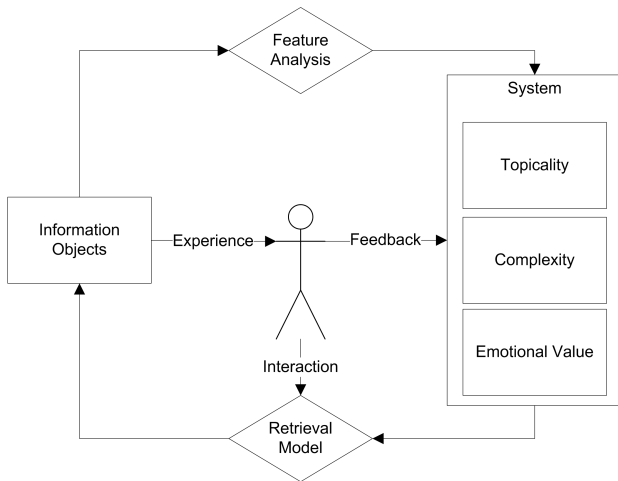 Feature
Analysis
System
Topicality
Information
Objects
Experience
Feedback
Complexity
Emotional Value
Interaction
Retrieval
Model